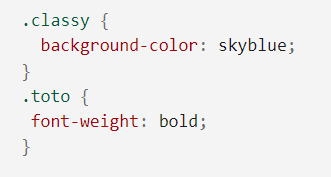 .classy {
  background-color: skyblue;
}
.toto {
 font-weight: bold;
}